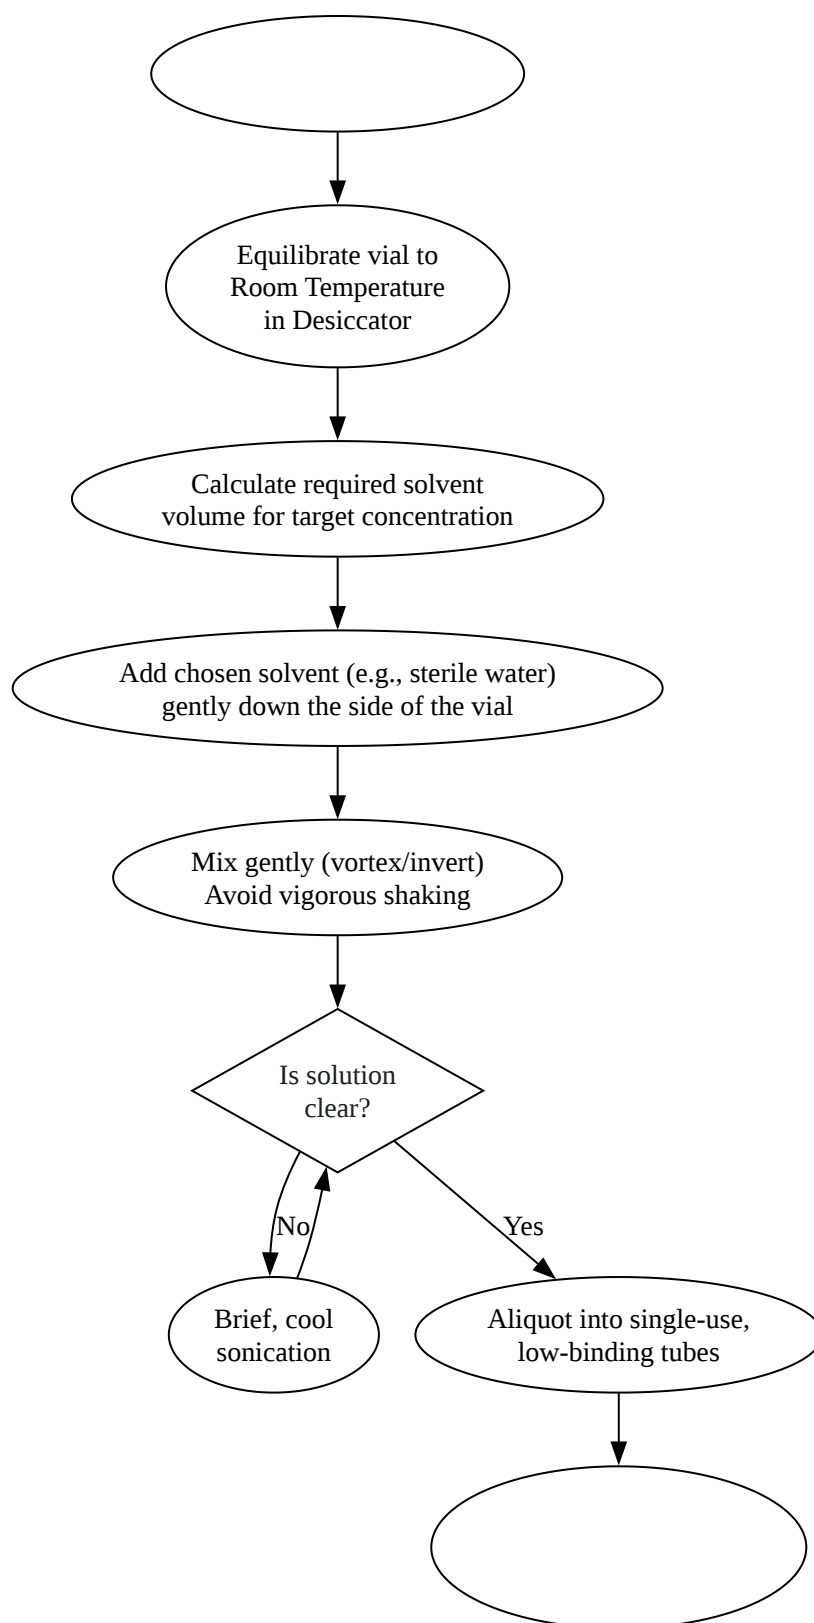 Equilibrate vial to
Room Temperature
in Desiccator
Calculate required solvent
volume for target concentration
Add chosen solvent (e.g., sterile water)
gently down the side of the vial
Mix gently (vortex/invert)
Avoid vigorous shaking
Is solution
clear?
No
Yes
Brief, cool
sonication
Aliquot into single-use,
low-binding tubes